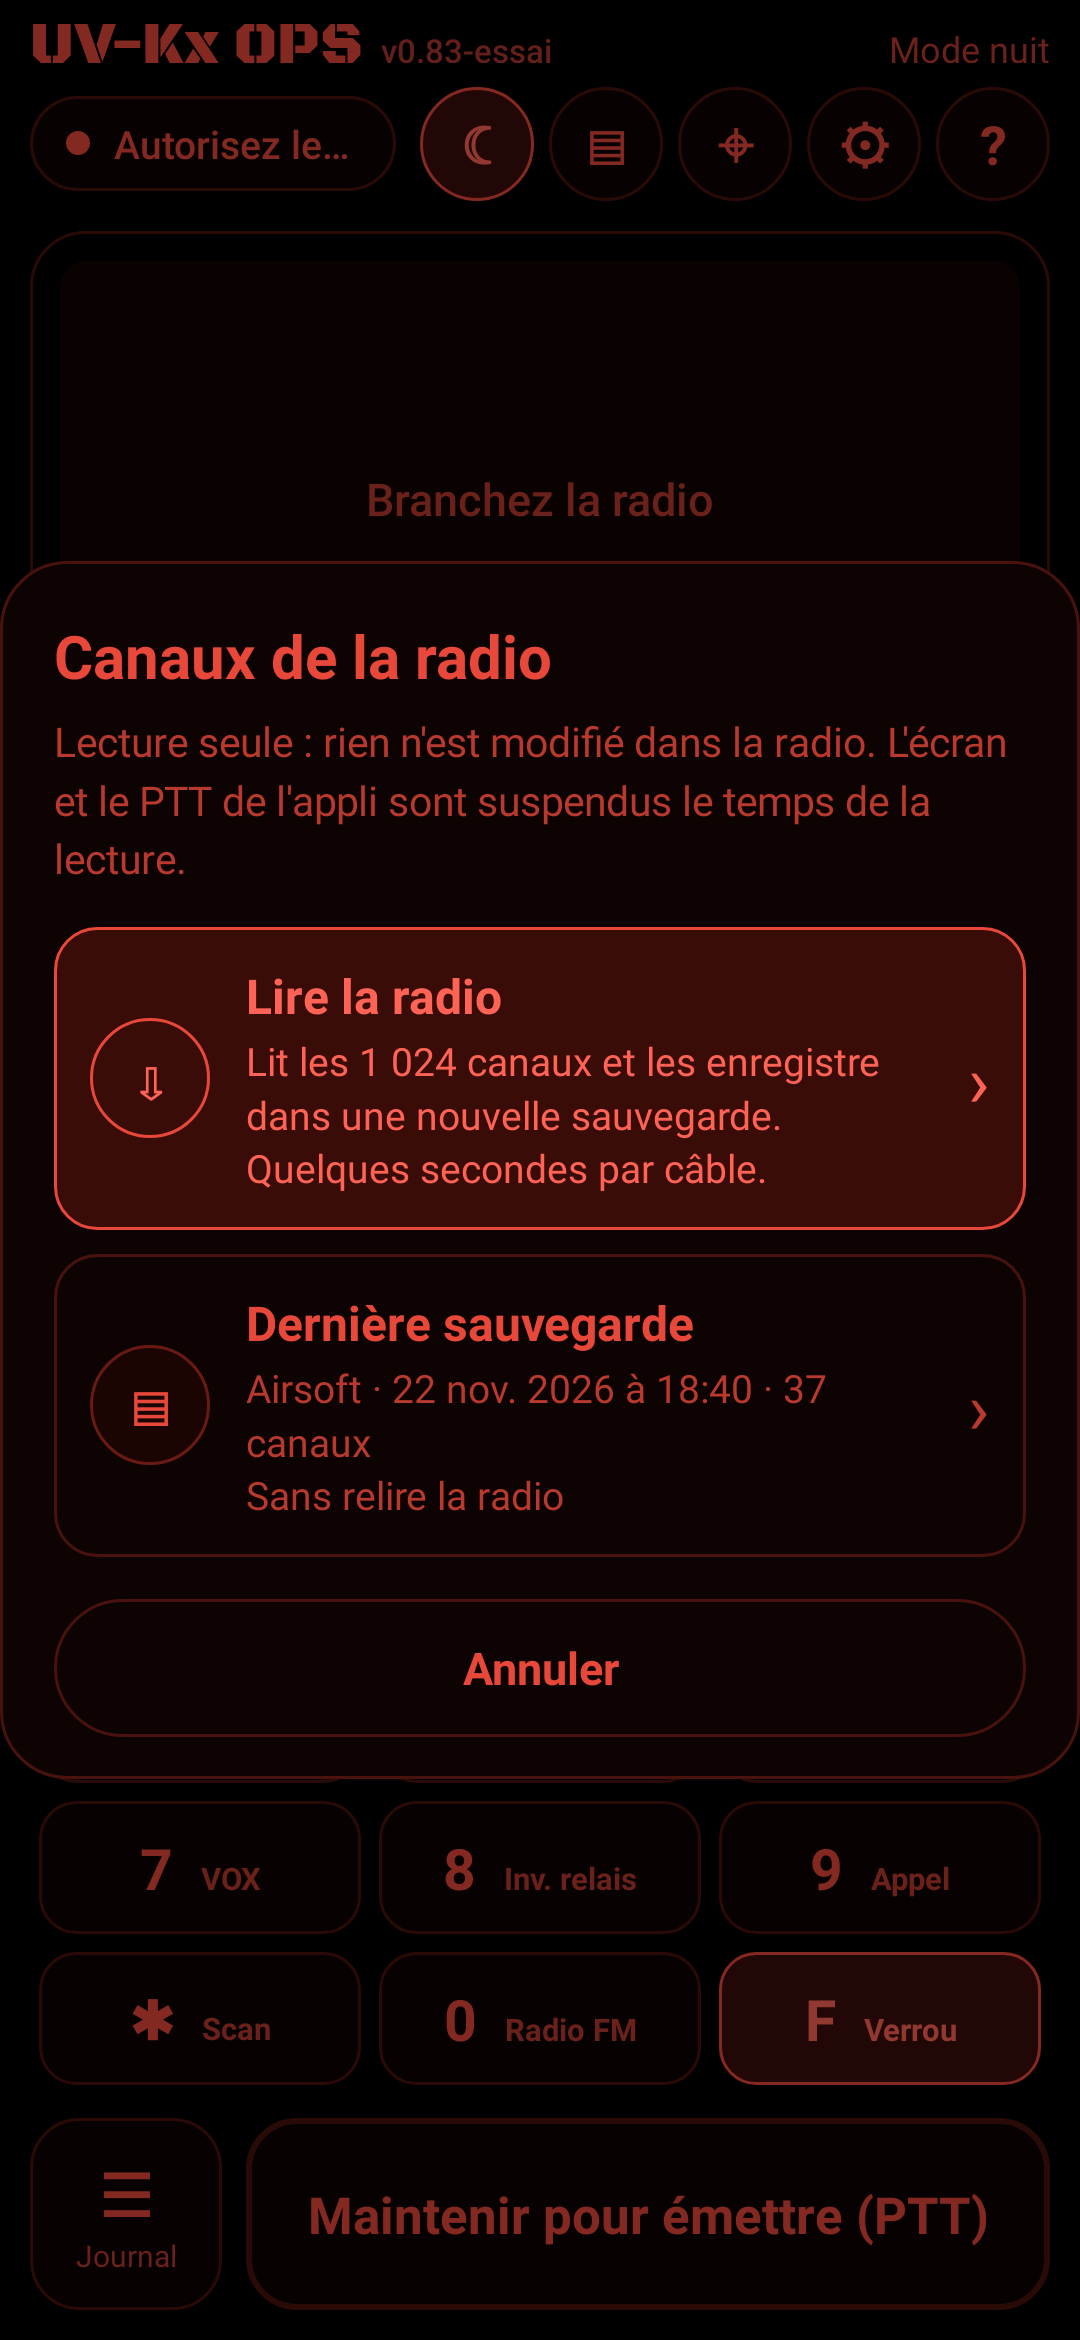 UV-Kx OPS v0.83-essai Mode nuit
Autorisez le... ?
Branchez la radio
Canaux de la radio
Lecture seule : rien n'est modifié dans la radio. L'écran
et le PTT de l'appli sont suspendus le temps de la
lecture.
Lire la radio
Lit les 1 024 canaux et les enregistre
dans une nouvelle sauvegarde.
Quelques secondes par câble.
Dernière sauvegarde
Airsoft · 22 nov. 2026 à 18:40 · 37
canaux
Sans relire la radio
Annuler
7 VOX 8 Inv. relais 9 Appel
✱ Scan 0 Radio FM F Verrou
Journal
Maintenir pour émettre (PTT)